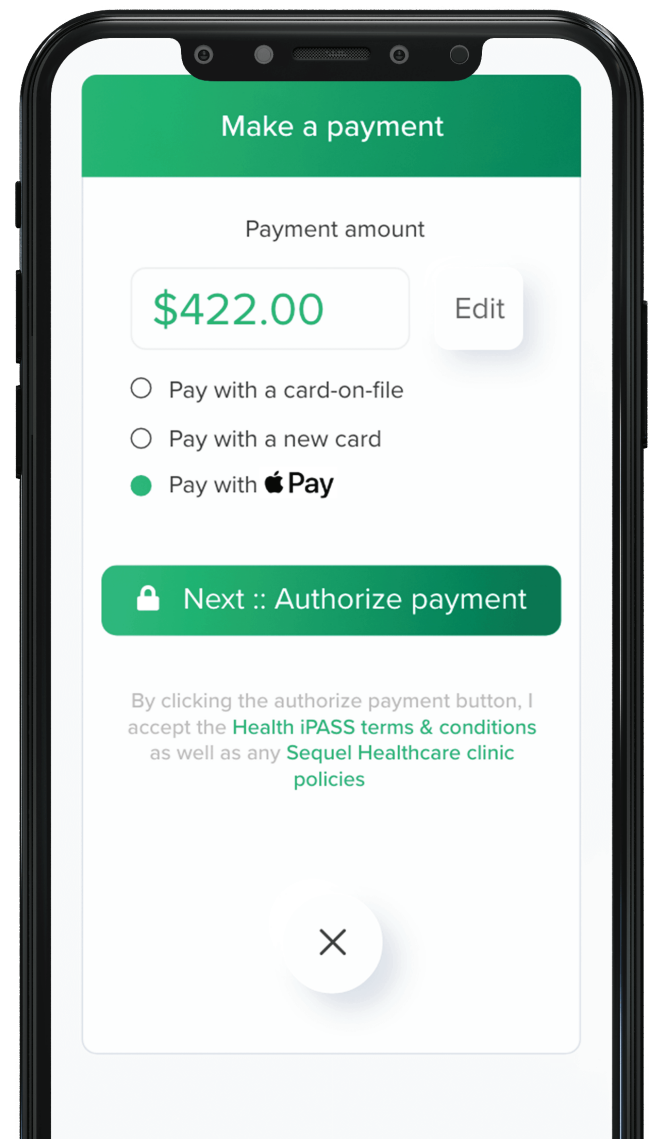 Make a payment
Payment amount
$422.00
Edit
Pay with a card-on-file
Pay with a new card
Pay with Pay
Next :: Authorize payment
By clicking the authorize payment button, I
accept the Health iPASS terms & conditions
as well as any Sequel Healthcare clinic
policies